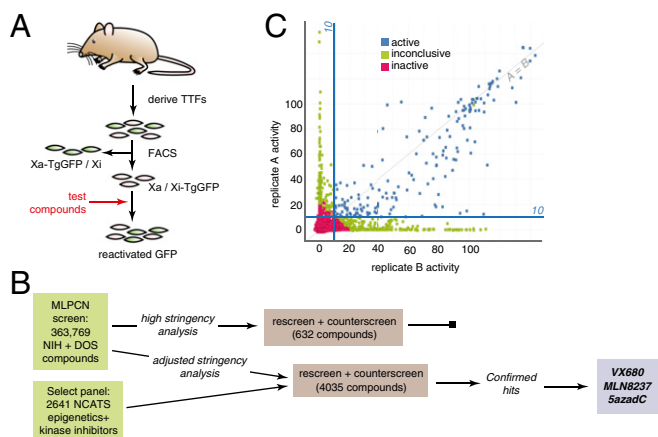 A
derive TTFs
FACS
Xa-TgGFP / Xi
Xa / Xi-TgGFP
test
compounds
reactivated GFP
C
10
active
inconclusive
inactive
A = B
replicate A activity
100
80
60
40
20
0
10
0
20
40
60
80
100
replicate B activity
B
MLPCN
screen:
363,769
NIH + DOS
compounds
high stringency
analysis
rescreen + counterscreen
(632 compounds)
adjusted stringency
analysis
rescreen + counterscreen
(4035 compounds)
Confirmed
hits
VX680
MLN8237
5azadC
Select panel:
2641 NCATS
epigenetics+
kinase inhibitors